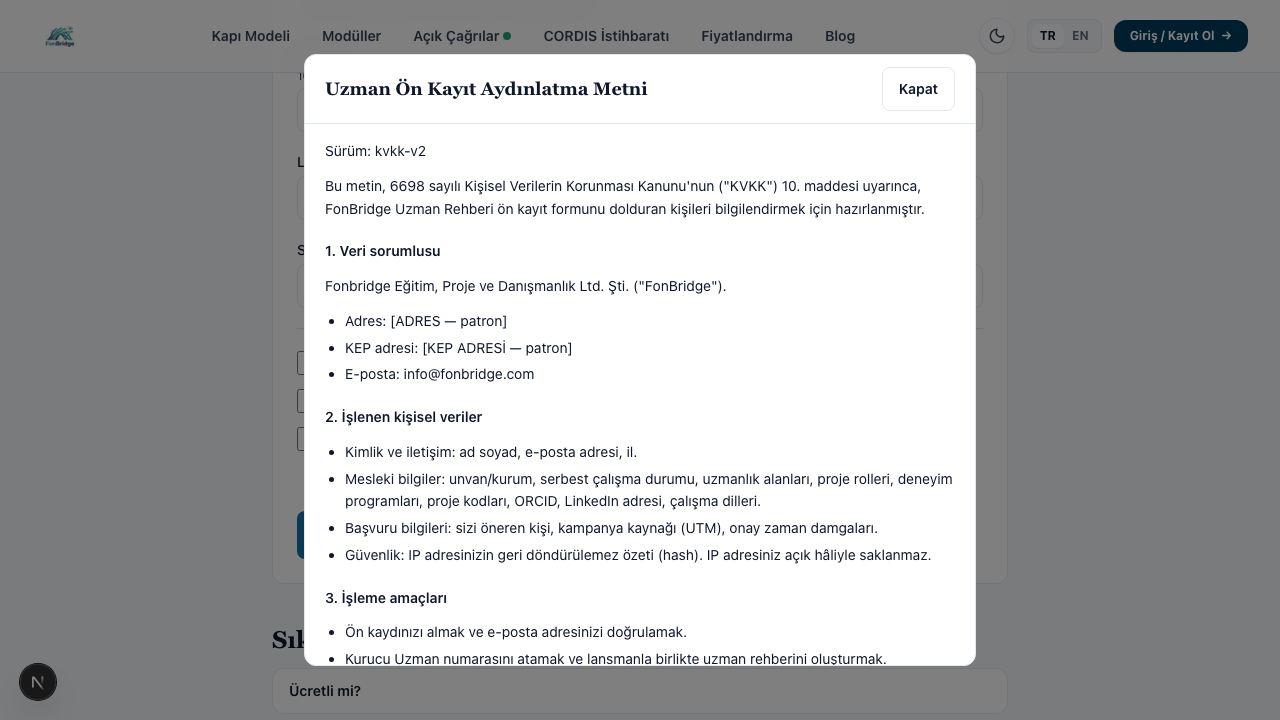 FonBridge
Kapı Modeli
Modüller
Açık Çağrılar
CORDIS İstihbaratı
Fiyatlandırma
Blog
TR
EN
Giriş / Kayıt Ol →
Uzman Ön Kayıt Aydınlatma Metni
Kapat
Sürüm: kvkk-v2
Bu metin, 6698 sayılı Kişisel Verilerin Korunması Kanunu'nun ("KVKK") 10. maddesi uyarınca,
FonBridge Uzman Rehberi ön kayıt formunu dolduran kişileri bilgilendirmek için hazırlanmıştır.
1. Veri sorumlusu
Fonbridge Eğitim, Proje ve Danışmanlık Ltd. Şti. ("FonBridge").
• Adres: [ADRES — patron]
• KEP adresi: [KEP ADRESİ — patron]
• E-posta: info@fonbridge.com
2. İşlenen kişisel veriler
• Kimlik ve iletişim: ad soyad, e-posta adresi, il.
• Mesleki bilgiler: unvan/kurum, serbest çalışma durumu, uzmanlık alanları, proje rolleri, deneyim
programları, proje kodları, ORCID, LinkedIn adresi, çalışma dilleri.
• Başvuru bilgileri: sizi öneren kişi, kampanya kaynağı (UTM), onay zaman damgaları.
• Güvenlik: IP adresinizin geri döndürülemez özeti (hash). IP adresiniz açık hâliyle saklanmaz.
3. İşleme amaçları
• Ön kaydınızı almak ve e-posta adresinizi doğrulamak.
• Kurucu Uzman numarasını atamak ve lansmanla birlikte uzman rehberini oluşturmak.
Ücretli mi?